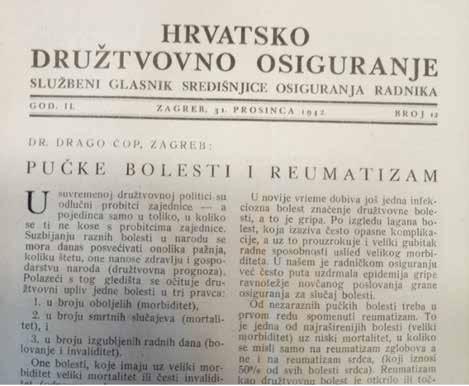 HRVATSKO
DRUŽTVOVNO OSIGURANJE
SLUŽBENI GLASNIK SREDIŠNJICE OSIGURANJA RADNIKA
GOD. II. ZAGREB, 31. PROSINCA 1942. BROJ 12
DR. DRAGO ČOP, ZAGREB:
PUČKE BOLESTI I REUMATIZAM
U suvremenoj družtvovnoj politici su
odlučni probitci zajednice — a
pojedinca samo u toliko, u koliko
se ti ne kose s probitcima zajednice.
Suzbijanju raznih bolesti u narodu se
mora danas posvećivati onolika pažnja,
koliku štetu, one nanose zdravlju i gospo-
darstvu naroda (družtvovna prognoza).
Polazeći s tog gledišta se očituje druž-
tvovni upliv jedne bolesti u tri pravca:
1. u broju oboljelih (morbiditet),
2. u broju smrtnih slučajeva (mortali-
tet), i
3. u broju izgubljenih radnih dana (bo-
lovanje i invaliditet).
One bolesti, koje imaju uz veliki mor-
biditet veliki mortalitet ili česti invalidi-
U novije vrieme dobiva još jedna infek-
ciozna bolest značenje družtvovne bole-
sti, a to je gripa. Po izgledu lagana bo-
lest, koja izaziva često opasne komplika-
cije, a uz to prouzrokuje i veliki gubitak
radne sposobnosti uslied velikog morbi-
diteta. U našem je radničkom osiguranju
već često puta uzdrmala epidemija gripe
ravnotežje novčanog poslovanja grane
osiguranja za slučaj bolesti.
Od nezaraznih pučkih bolesti treba u
prvom redu spomenuti reumatizam. To
je jedna od najraširenijih bolesti (veliki
morbiditet) uz niski mortalitet, u koliko
se misli samo na reumatizam zglobova a
ne i na reumatizam srdca, (koji iznosi
50% od svih bolesti srdca). Reumatizam
kao družtvovnu bolest je otkrilo ili toč-